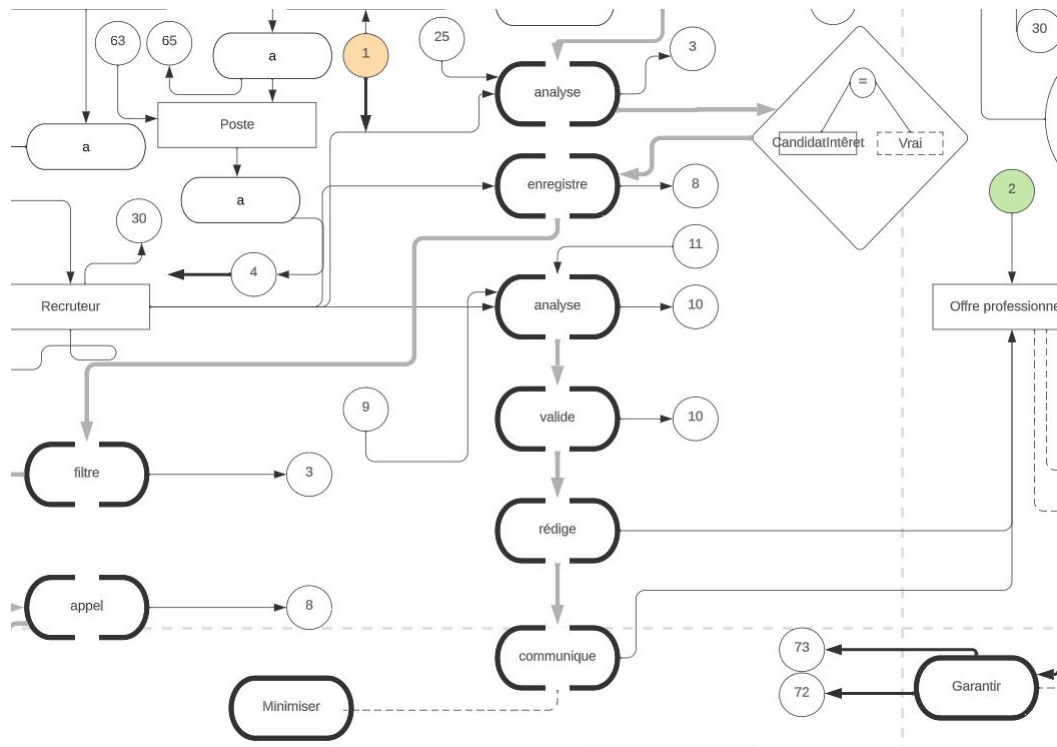 63
65
a
1
25
3
30
analyse
=
CandidatIntêret
Vrai
Poste
a
a
enregistre
8
2
30
11
4
Recruteur
analyse
10
Offre professionne
9
valide
10
filtre
3
rédige
appel
8
communique
73
72
Garantir
Minimiser